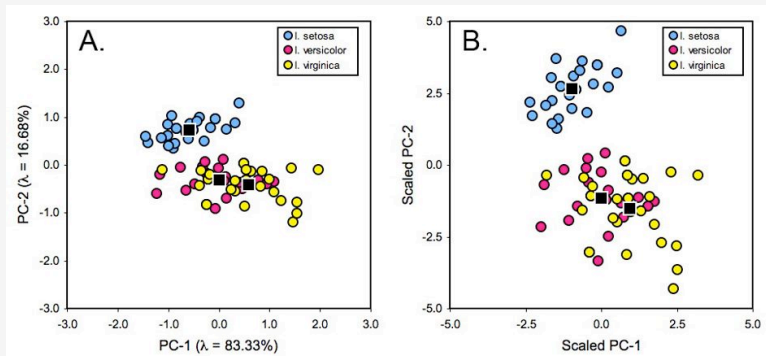 A.
I. setosa
I. versicolor
I. virginica
3.0
2.0
1.0
0.0
-1.0
-2.0
-3.0
PC-2 (λ = 16.68%)
-3.0 -2.0 -1.0 0.0 1.0 2.0 3.0
PC-1 (λ = 83.33%)
B.
I. setosa
I. versicolor
I. virginica
5.0
2.5
0.0
-2.5
-5.0
Scaled PC-2
-5.0 -2.5 0.0 2.5 5.0
Scaled PC-1